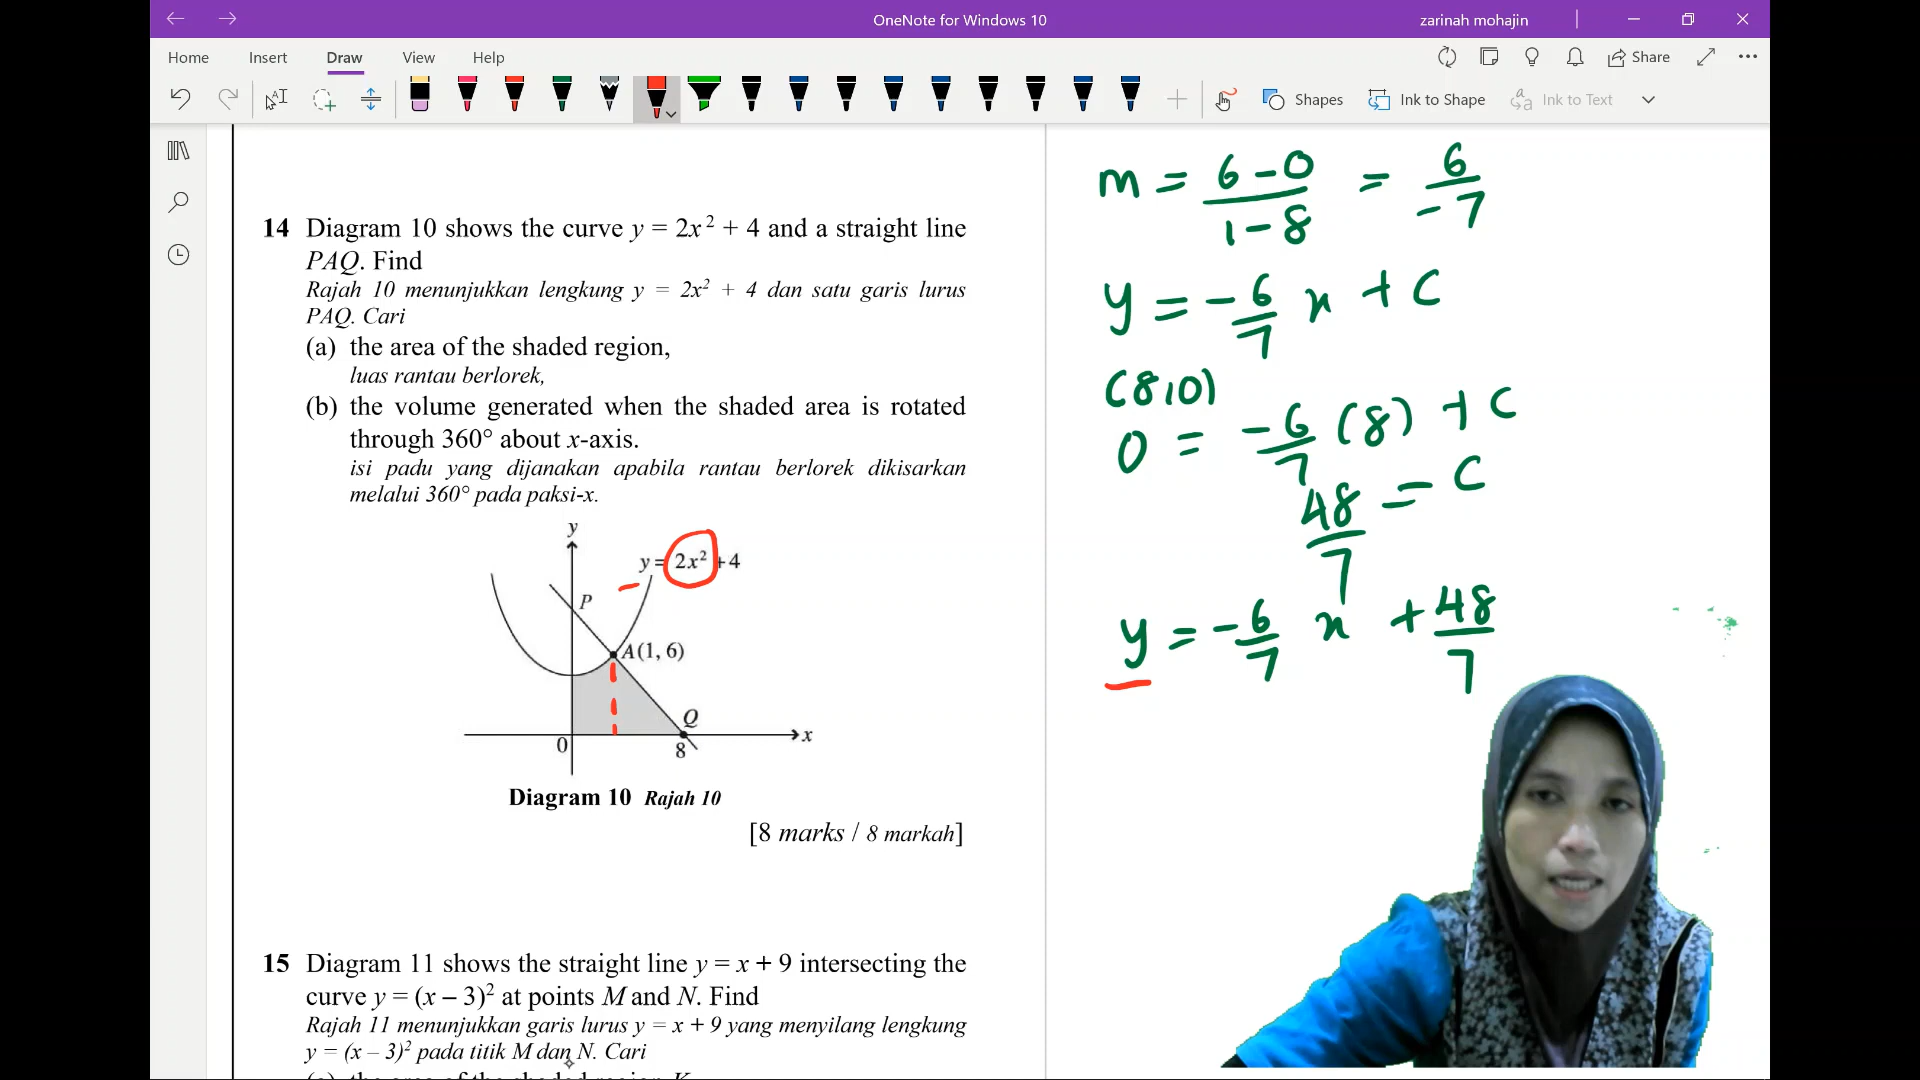 OneNote for Windows 10
zarinah mohajin
Home Insert Draw View Help
Share
Shapes Ink to Shape Ink to Text
14 Diagram 10 shows the curve y = 2x² + 4 and a straight line
PAQ. Find
Rajah 10 menunjukkan lengkung y = 2x² + 4 dan satu garis lurus
PAQ. Cari
(a) the area of the shaded region,
luas rantau berlorek,
(b) the volume generated when the shaded area is rotated
through 360° about x-axis.
isi padu yang dijanakan apabila rantau berlorek dikisarkan
melalui 360° pada paksi-x.
y
y = 2x² + 4
P
A(1, 6)
Q
0
8
x
Diagram 10 Rajah 10
[8 marks / 8 markah]
15 Diagram 11 shows the straight line y = x + 9 intersecting the
curve y = (x – 3)² at points M and N. Find
Rajah 11 menunjukkan garis lurus y = x + 9 yang menyilang lengkung
y = (x – 3)² pada titik M dan N. Cari
m = 6-0/1-8 = 6/-7
y = -6/7 x + c
(8,0)
0 = -6/7 (8) + c
48/7 = c
y = -6/7 x + 48/7